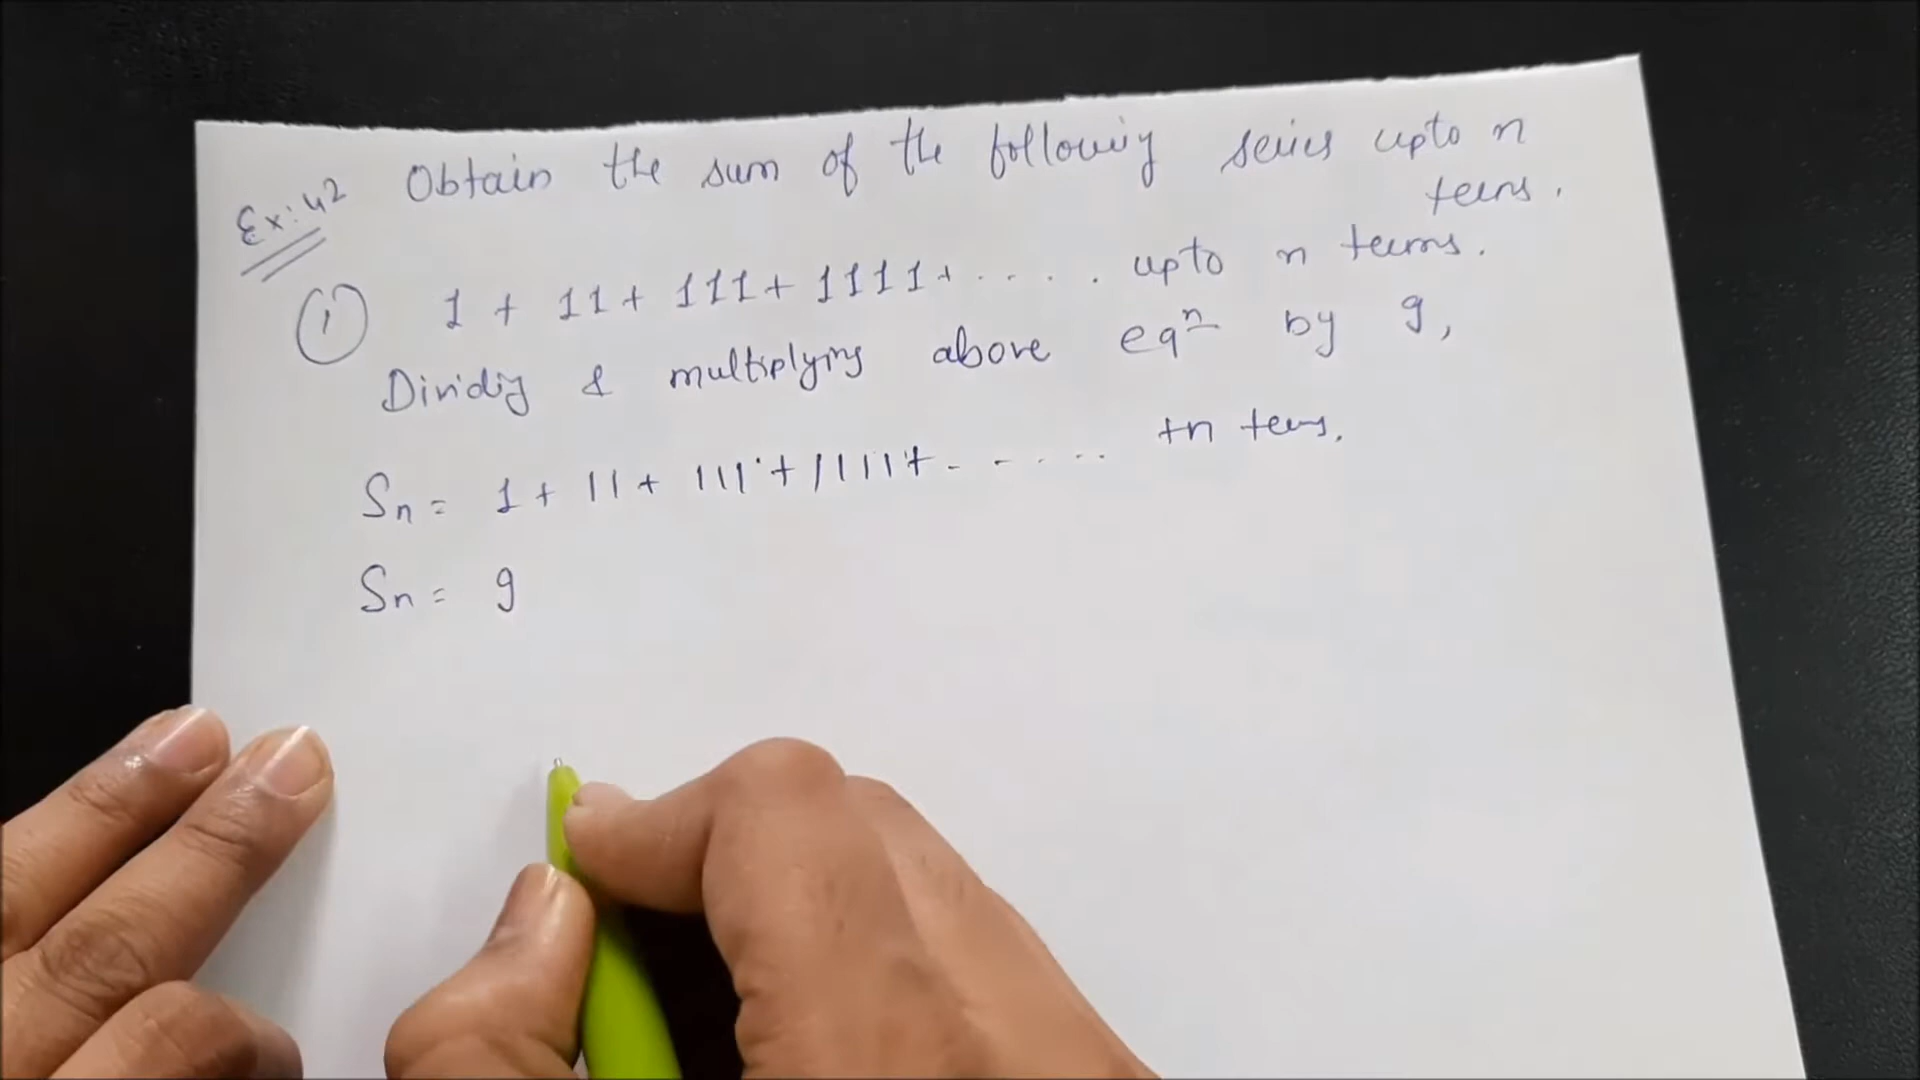 Ex:42 Obtain the sum of the following series upto n
terms.
① 1 + 11 + 111 + 1111 + . . . . upto n terms.
Dividing & multiplying above eqⁿ by 9,
Sn = 1 + 11 + 111 + 1111 + - - . . . . +n terms.
Sn = 9